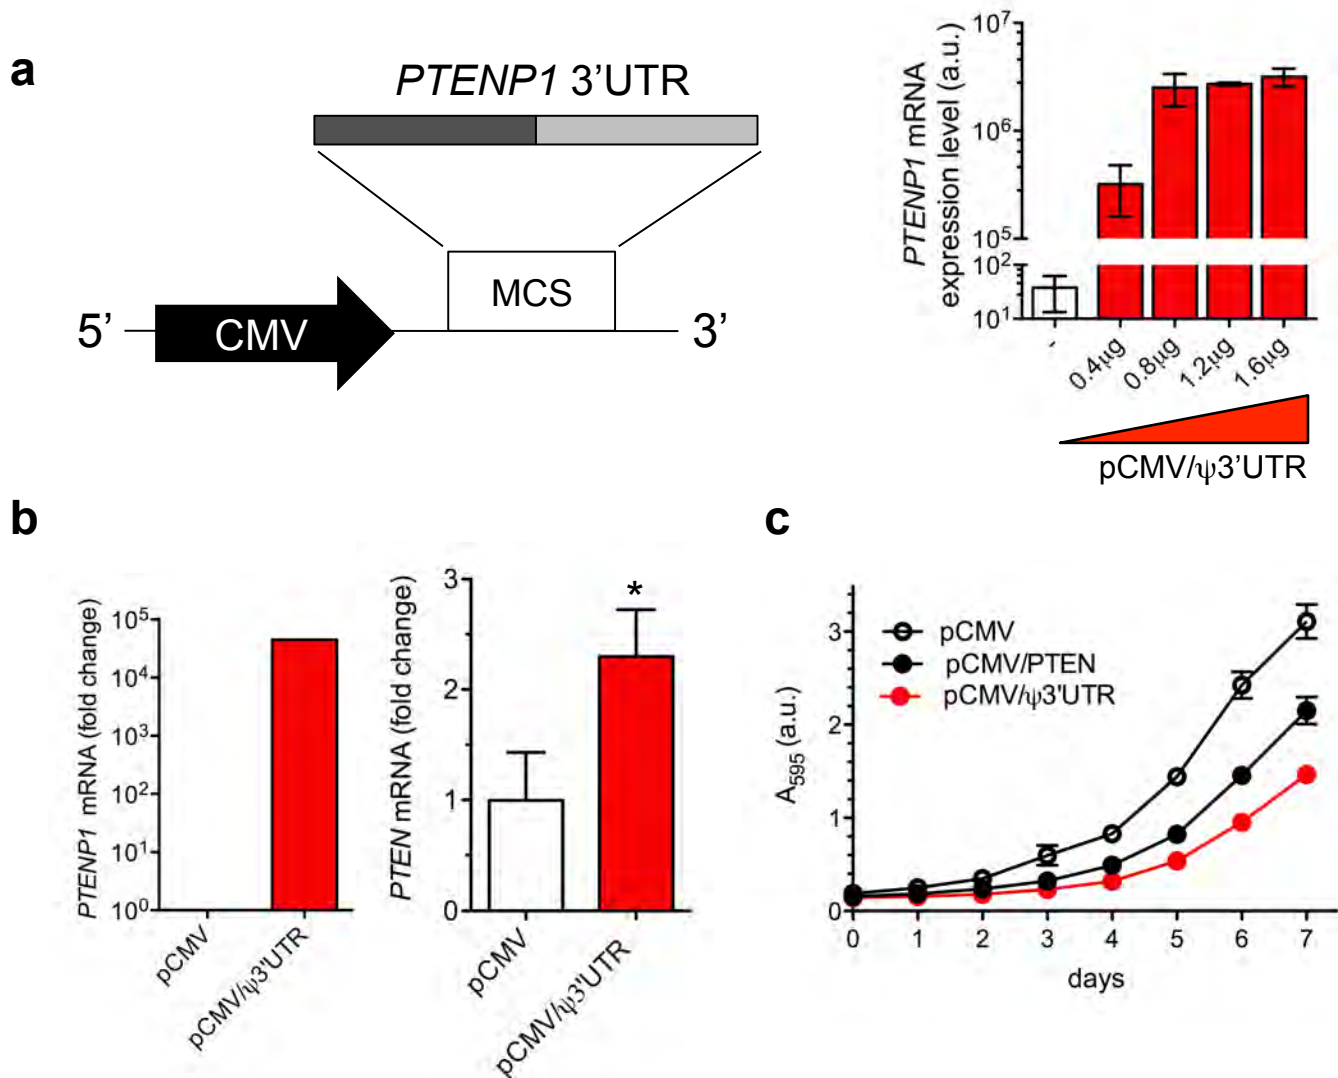 a
PTENP1 3'UTR
MCS
5'
CMV
3'
PTENP1 mRNA
expression level (a.u.)
10⁷
10⁶
10⁵
10²
10¹
-
0.4µg
0.8µg
1.2µg
1.6µg
pCMV/ψ3'UTR
b
PTENP1 mRNA (fold change)
10⁵
10⁴
10³
10²
10¹
10⁰
pCMV
pCMV/ψ3'UTR
PTEN mRNA (fold change)
3
2
1
0
*
pCMV
pCMV/ψ3'UTR
c
A₅₉₅ (a.u.)
3
2
1
0
pCMV
pCMV/PTEN
pCMV/ψ3'UTR
0 1 2 3 4 5 6 7
days